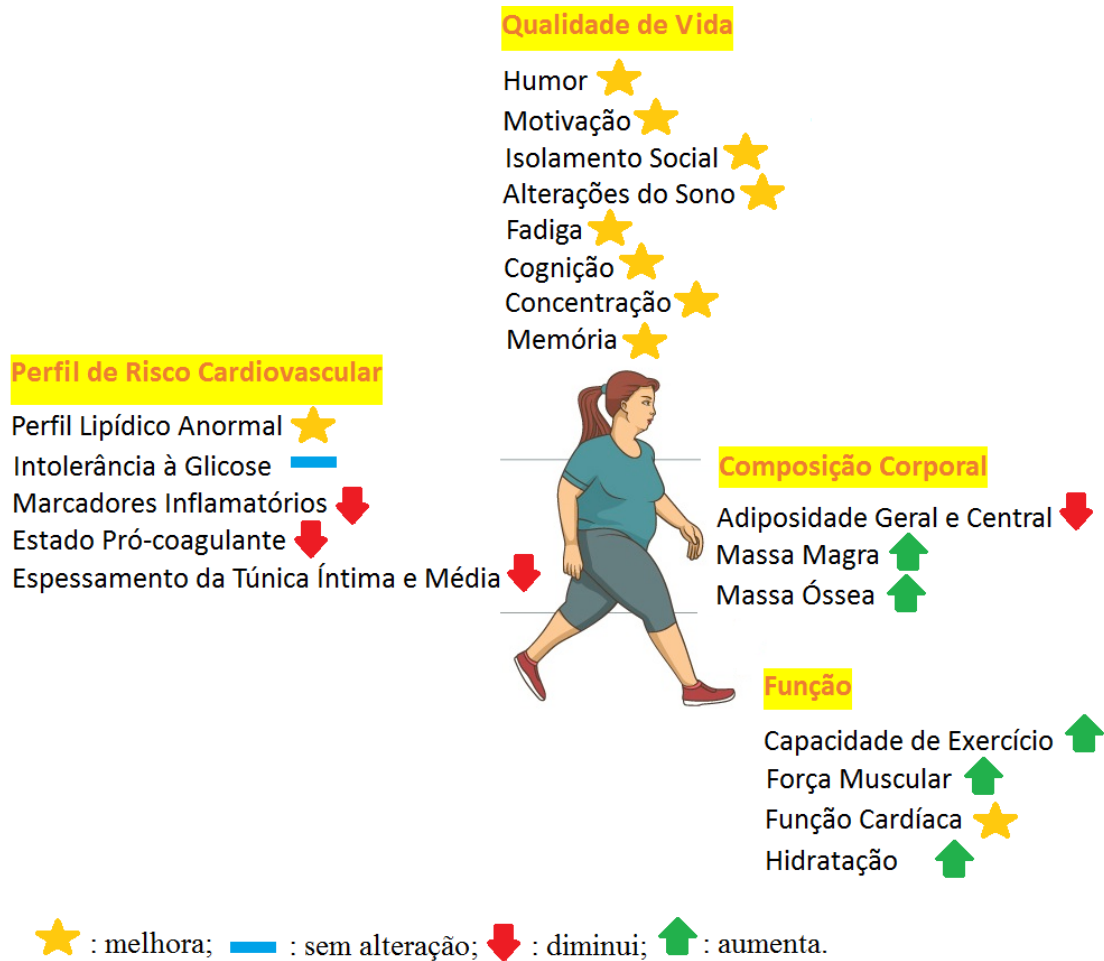 Qualidade de Vida
Humor
Motivação
Isolamento Social
Alterações do Sono
Fadiga
Cognição
Concentração
Memória
Perfil de Risco Cardiovascular
Perfil Lipídico Anormal
Intolerância à Glicose
Marcadores Inflamatórios
Estado Pró-coagulante
Espessamento da Túnica Íntima e Média
Composição Corporal
Adiposidade Geral e Central
Massa Magra
Massa Óssea
Função
Capacidade de Exercício
Força Muscular
Função Cardíaca
Hidratação
: melhora; : sem alteração; : diminui; : aumenta.